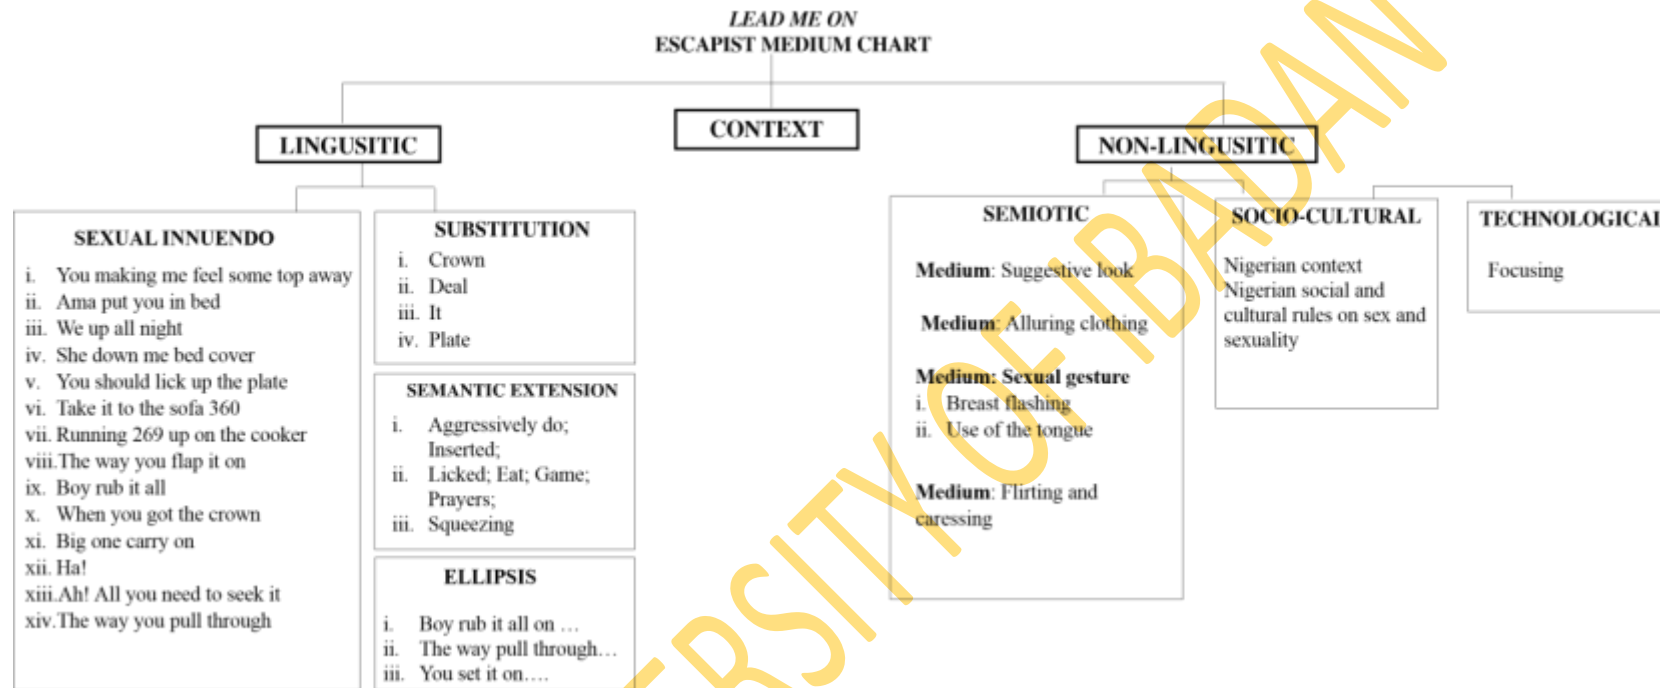 LEAD ME ON
ESCAPIST MEDIUM CHART
LINGUSITIC
CONTEXT
NON-LINGUSITIC
SEXUAL INNUENDO
i. You making me feel some top away
ii. Ama put you in bed
iii. We up all night
iv. She down me bed cover
v. You should lick up the plate
vi. Take it to the sofa 360
vii. Running 269 up on the cooker
viii.The way you flap it on
ix. Boy rub it all
x. When you got the crown
xi. Big one carry on
xii. Ha!
xiii.Ah! All you need to seek it
xiv.The way you pull through
SUBSTITUTION
i. Crown
ii. Deal
iii. It
iv. Plate
SEMANTIC EXTENSION
i. Aggressively do;
Inserted;
ii. Licked; Eat; Game;
Prayers;
iii. Squeezing
ELLIPSIS
i. Boy rub it all on …
ii. The way pull through…
iii. You set it on….
SEMIOTIC
Medium: Suggestive look
Medium: Alluring clothing
Medium: Sexual gesture
i. Breast flashing
ii. Use of the tongue
Medium: Flirting and
caressing
SOCIO-CULTURAL
Nigerian context
Nigerian social and
cultural rules on sex and
sexuality
TECHNOLOGICAL
Focusing
ERSITY OF IBADAN